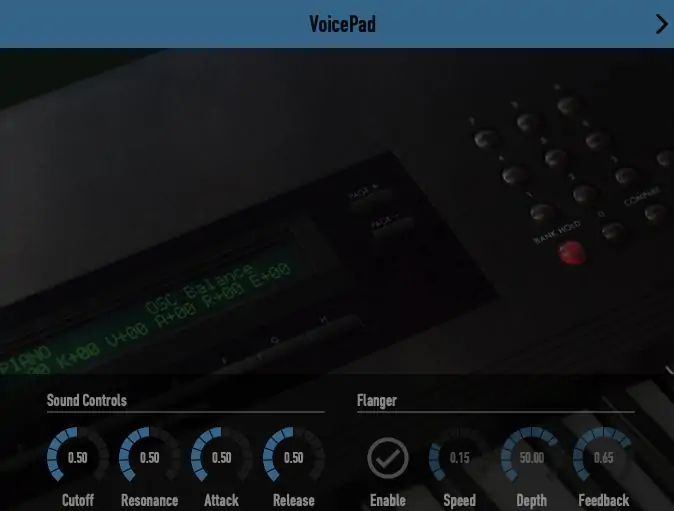 VoicePad
PAGE +
PAGE -
BANK HOLD
0
COMPARE
OSC Balance
PIANO
00 K+00 V+00 A+00 R+00 E+00
F
G
H
Sound Controls
Flanger
0.50
0.50
0.50
0.50
0.15
50.00
0.65
Cutoff
Resonance
Attack
Release
Enable
Speed
Depth
Feedback